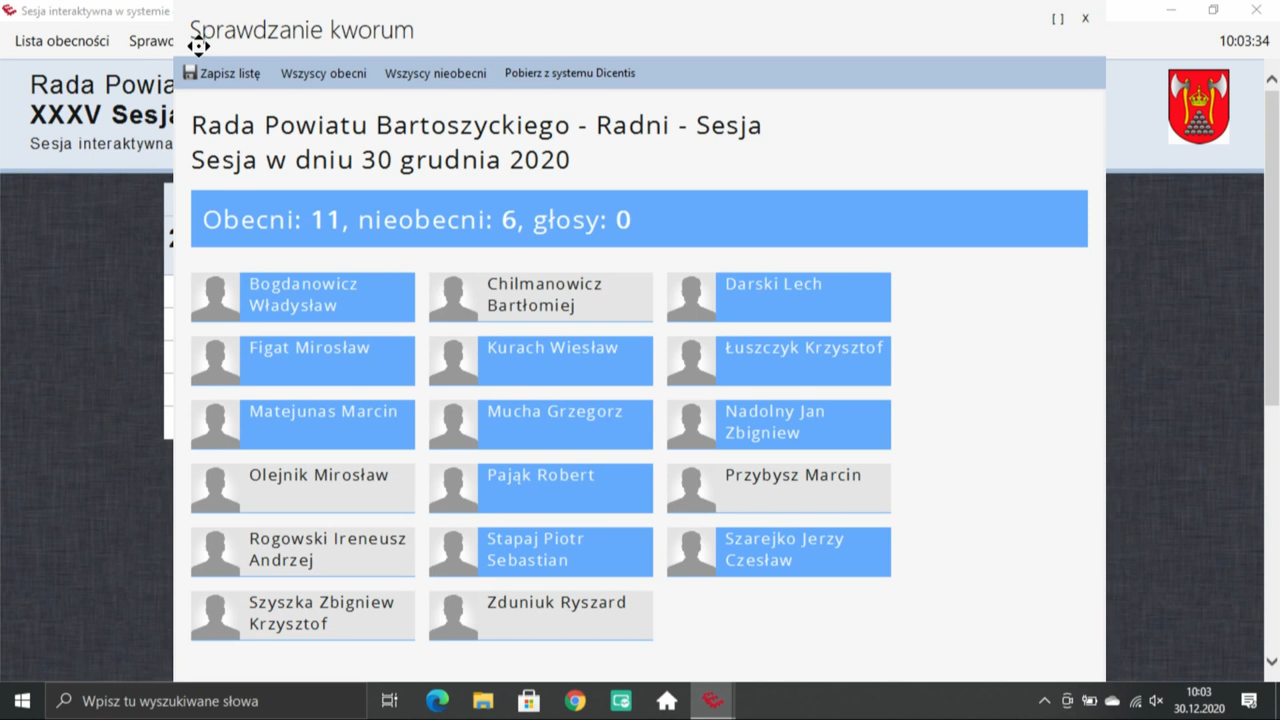 Sesja interaktywna w systemie
Sprawdzanie kworum
[ ] X
Lista obecności Sprawd
10:03:34
Zapisz listę Wszyscy obecni Wszyscy nieobecni Pobierz z systemu Dicentis
Rada Powia
XXXV Sesj
Sesja interaktywna
Rada Powiatu Bartoszyckiego - Radni - Sesja
Sesja w dniu 30 grudnia 2020
Obecni: 11, nieobecni: 6, głosy: 0
Bogdanowicz
Władysław
Chilmanowicz
Bartłomiej
Darski Lech
Figat Mirosław
Kurach Wiesław
Łuszczyk Krzysztof
Matejunas Marcin
Mucha Grzegorz
Nadolny Jan
Zbigniew
Olejnik Mirosław
Pająk Robert
Przybysz Marcin
Rogowski Ireneusz
Andrzej
Stapaj Piotr
Sebastian
Szarejko Jerzy
Czesław
Szyszka Zbigniew
Krzysztof
Zduniuk Ryszard
Wpisz tu wyszukiwane słowa
10:03
30.12.2020